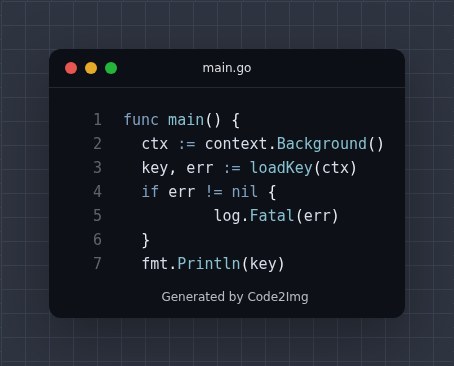 main.go
1 func main() {
2   ctx := context.Background()
3   key, err := loadKey(ctx)
4   if err != nil {
5           log.Fatal(err)
6   }
7   fmt.Println(key)
Generated by Code2Img